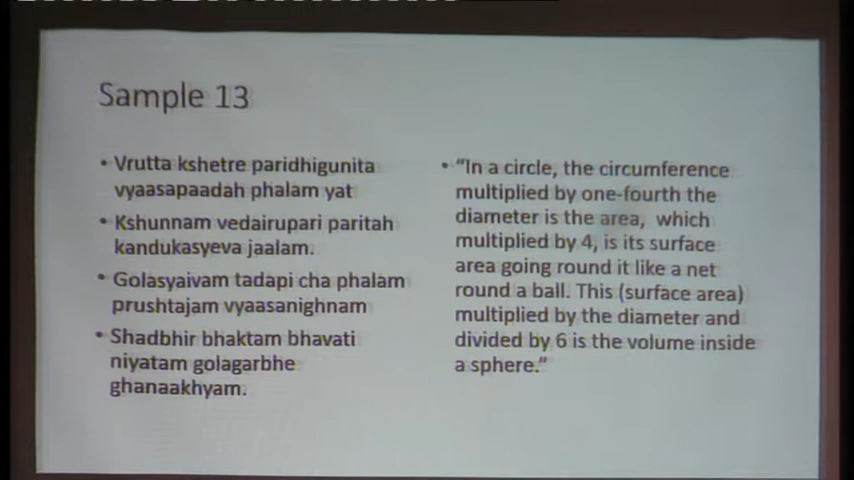 Sample 13
• Vrutta kshetre paridhigunita
vyaasapaadah phalam yat
• Kshunnam vedairupari paritah
kandukasyeva jaalam.
• Golasyaivam tadapi cha phalam
prushtajam vyaasanighnam
• Shadbhir bhaktam bhavati
niyatam golagarbhe
ghanaakhyam.
• "In a circle, the circumference
multiplied by one-fourth the
diameter is the area, which
multiplied by 4, is its surface
area going round it like a net
round a ball. This (surface area)
multiplied by the diameter and
divided by 6 is the volume inside
a sphere."